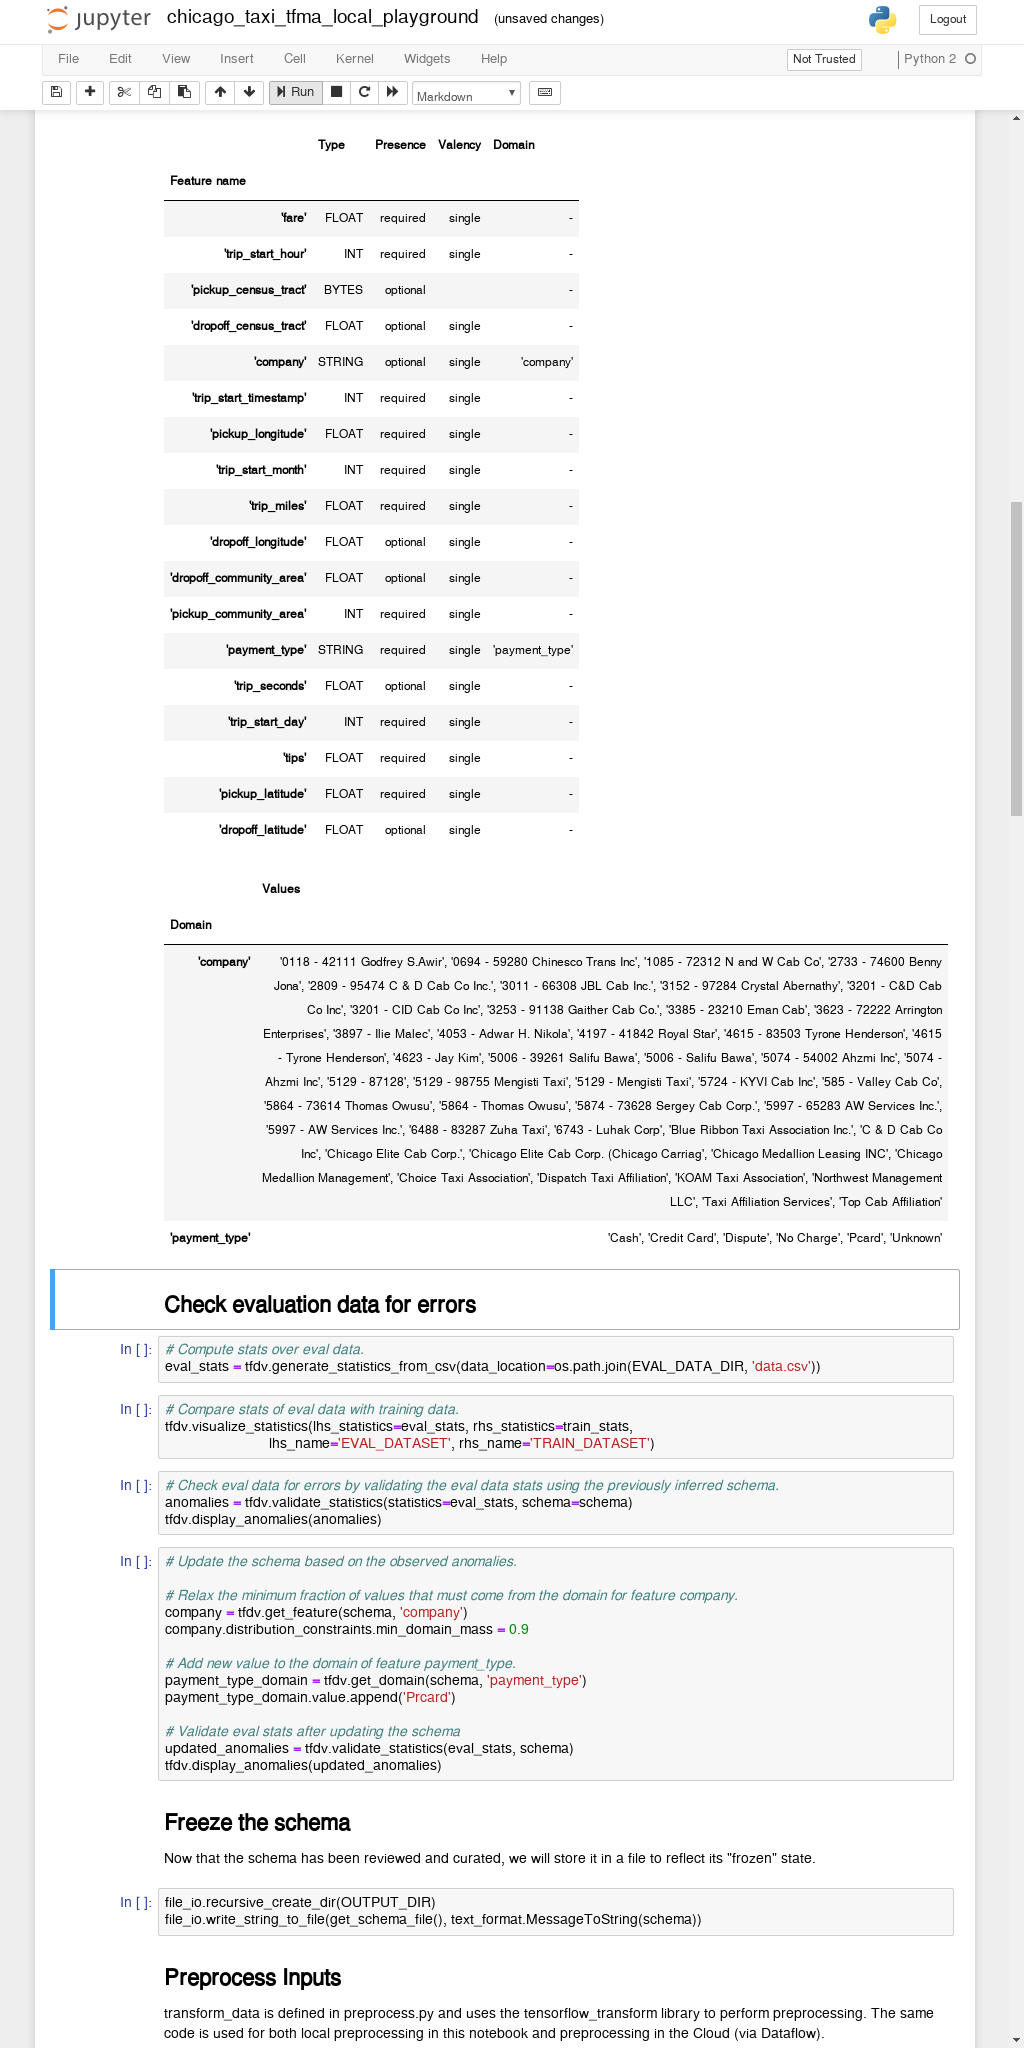 jupyter chicago_taxi_tfma_local_playground (unsaved changes) Logout
File Edit View Insert Cell Kernel Widgets Help Not Trusted Python 2
Run Markdown
Type Presence Valency Domain
Feature name
'fare' FLOAT required single -
'trip_start_hour' INT required single -
'pickup_census_tract' BYTES optional -
'dropoff_census_tract' FLOAT optional single -
'company' STRING optional single 'company'
'trip_start_timestamp' INT required single -
'pickup_longitude' FLOAT required single -
'trip_start_month' INT required single -
'trip_miles' FLOAT required single -
'dropoff_longitude' FLOAT optional single -
'dropoff_community_area' FLOAT optional single -
'pickup_community_area' INT required single -
'payment_type' STRING required single 'payment_type'
'trip_seconds' FLOAT optional single -
'trip_start_day' INT required single -
'tips' FLOAT required single -
'pickup_latitude' FLOAT required single -
'dropoff_latitude' FLOAT optional single -
Values
Domain
'company' '0118 - 42111 Godfrey S.Awir', '0694 - 59280 Chinesco Trans Inc', '1085 - 72312 N and W Cab Co', '2733 - 74600 Benny
Jona', '2809 - 95474 C & D Cab Co Inc.', '3011 - 66308 JBL Cab Inc.', '3152 - 97284 Crystal Abernathy', '3201 - C&D Cab
Co Inc', '3201 - CID Cab Co Inc', '3253 - 91138 Gaither Cab Co.', '3385 - 23210 Eman Cab', '3623 - 72222 Arrington
Enterprises', '3897 - Ilie Malec', '4053 - Adwar H. Nikola', '4197 - 41842 Royal Star', '4615 - 83503 Tyrone Henderson', '4615
- Tyrone Henderson', '4623 - Jay Kim', '5006 - 39261 Salifu Bawa', '5006 - Salifu Bawa', '5074 - 54002 Ahzmi Inc', '5074 -
Ahzmi Inc', '5129 - 87128', '5129 - 98755 Mengisti Taxi', '5129 - Mengisti Taxi', '5724 - KYVI Cab Inc', '585 - Valley Cab Co',
'5864 - 73614 Thomas Owusu', '5864 - Thomas Owusu', '5874 - 73628 Sergey Cab Corp.', '5997 - 65283 AW Services Inc.',
'5997 - AW Services Inc.', '6488 - 83287 Zuha Taxi', '6743 - Luhak Corp', 'Blue Ribbon Taxi Association Inc.', 'C & D Cab Co
Inc', 'Chicago Elite Cab Corp.', 'Chicago Elite Cab Corp. (Chicago Carriag', 'Chicago Medallion Leasing INC', 'Chicago
Medallion Management', 'Choice Taxi Association', 'Dispatch Taxi Affiliation', 'KOAM Taxi Association', 'Northwest Management
LLC', 'Taxi Affiliation Services', 'Top Cab Affiliation'
'payment_type' 'Cash', 'Credit Card', 'Dispute', 'No Charge', 'Pcard', 'Unknown'
Check evaluation data for errors
In [ ]: # Compute stats over eval data.
eval_stats = tfdv.generate_statistics_from_csv(data_location=os.path.join(EVAL_DATA_DIR, 'data.csv'))
In [ ]: # Compare stats of eval data with training data.
tfdv.visualize_statistics(lhs_statistics=eval_stats, rhs_statistics=train_stats,
lhs_name='EVAL_DATASET', rhs_name='TRAIN_DATASET')
In [ ]: # Check eval data for errors by validating the eval data stats using the previously inferred schema.
anomalies = tfdv.validate_statistics(statistics=eval_stats, schema=schema)
tfdv.display_anomalies(anomalies)
In [ ]: # Update the schema based on the observed anomalies.
# Relax the minimum fraction of values that must come from the domain for feature company.
company = tfdv.get_feature(schema, 'company')
company.distribution_constraints.min_domain_mass = 0.9
# Add new value to the domain of feature payment_type.
payment_type_domain = tfdv.get_domain(schema, 'payment_type')
payment_type_domain.value.append('Prcard')
# Validate eval stats after updating the schema
updated_anomalies = tfdv.validate_statistics(eval_stats, schema)
tfdv.display_anomalies(updated_anomalies)
Freeze the schema
Now that the schema has been reviewed and curated, we will store it in a file to reflect its "frozen" state.
In [ ]: file_io.recursive_create_dir(OUTPUT_DIR)
file_io.write_string_to_file(get_schema_file(), text_format.MessageToString(schema))
Preprocess Inputs
transform_data is defined in preprocess.py and uses the tensorflow_transform library to perform preprocessing. The same
code is used for both local preprocessing in this notebook and preprocessing in the Cloud (via Dataflow).